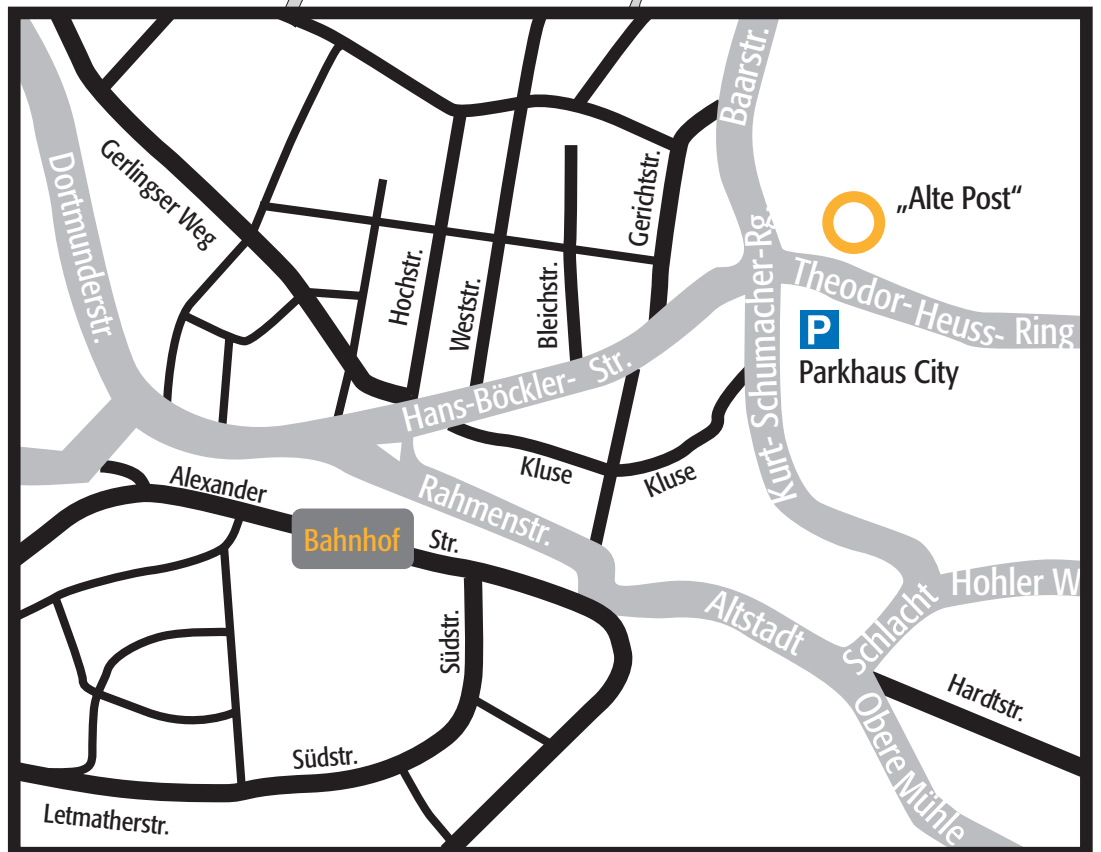 Baarstr.
Dortmunderstr.
Gerlingser Weg
Gerichtstr.
„Alte Post“
Hochstr.
Weststr.
Bleichstr.
Kurt- Schumacher-Rg.
Theodor-Heuss- Ring
P
Parkhaus City
Hans-Böckler- Str.
Kluse
Kluse
Alexander
Rahmenstr.
Bahnhof
Str.
Altstadt
Schlacht
Hohler W
Südstr.
Hardtstr.
Obere Mühle
Südstr.
Letmatherstr.